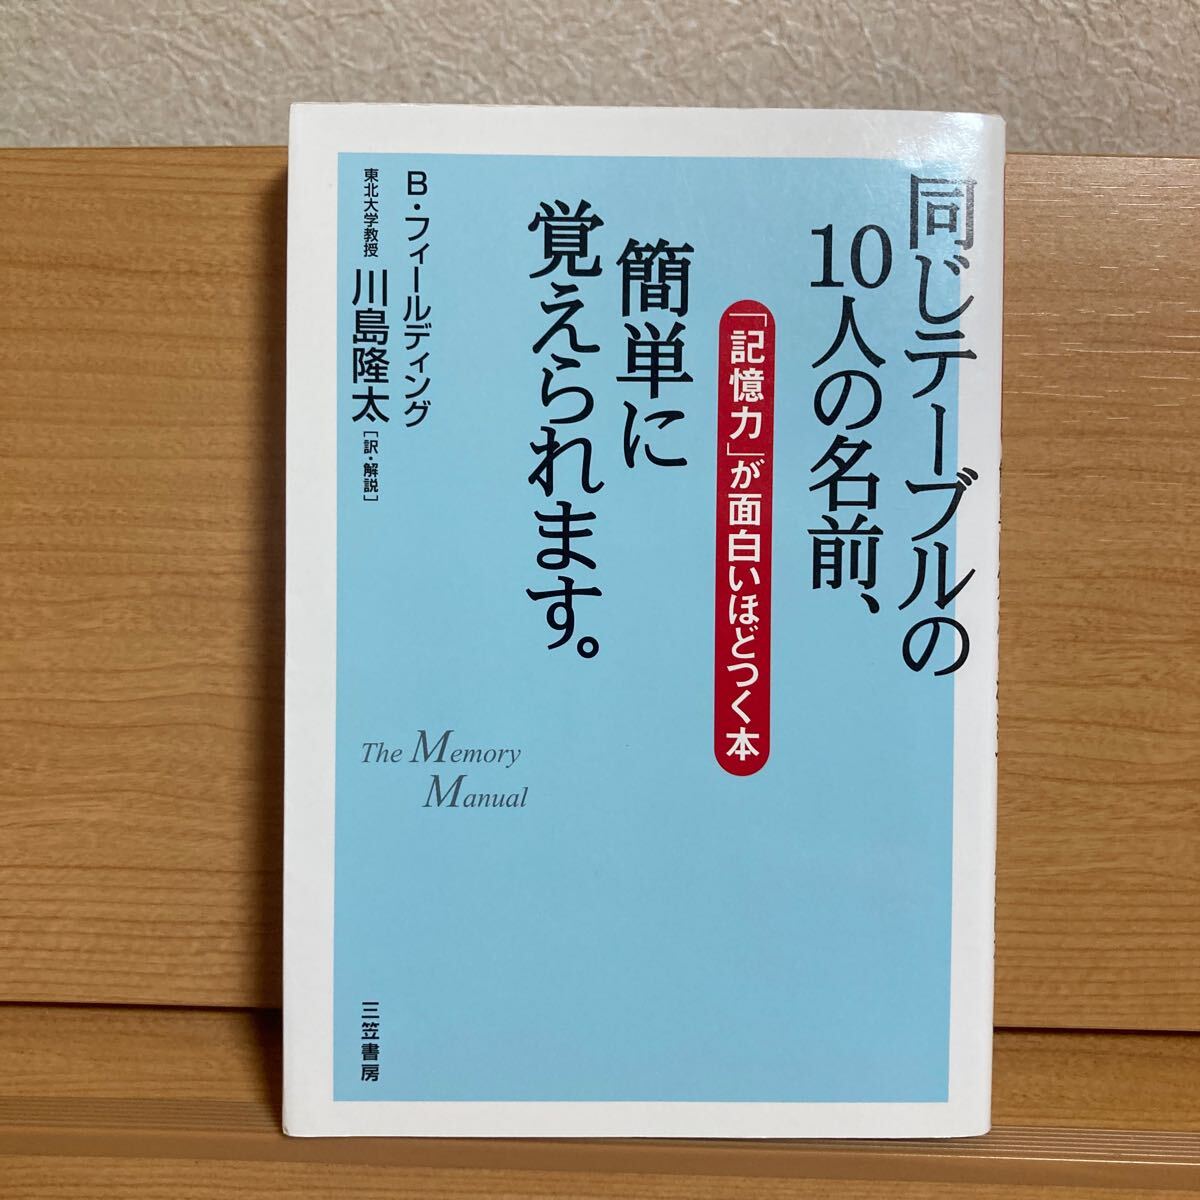 同じテーブルの
10人の名前、
「記憶力」が面白いほどつく本
簡単に
覚えられます。
B・フィールディング
東北大学教授 川島隆太［訳・解説］
The Memory
Manual
三笠書房